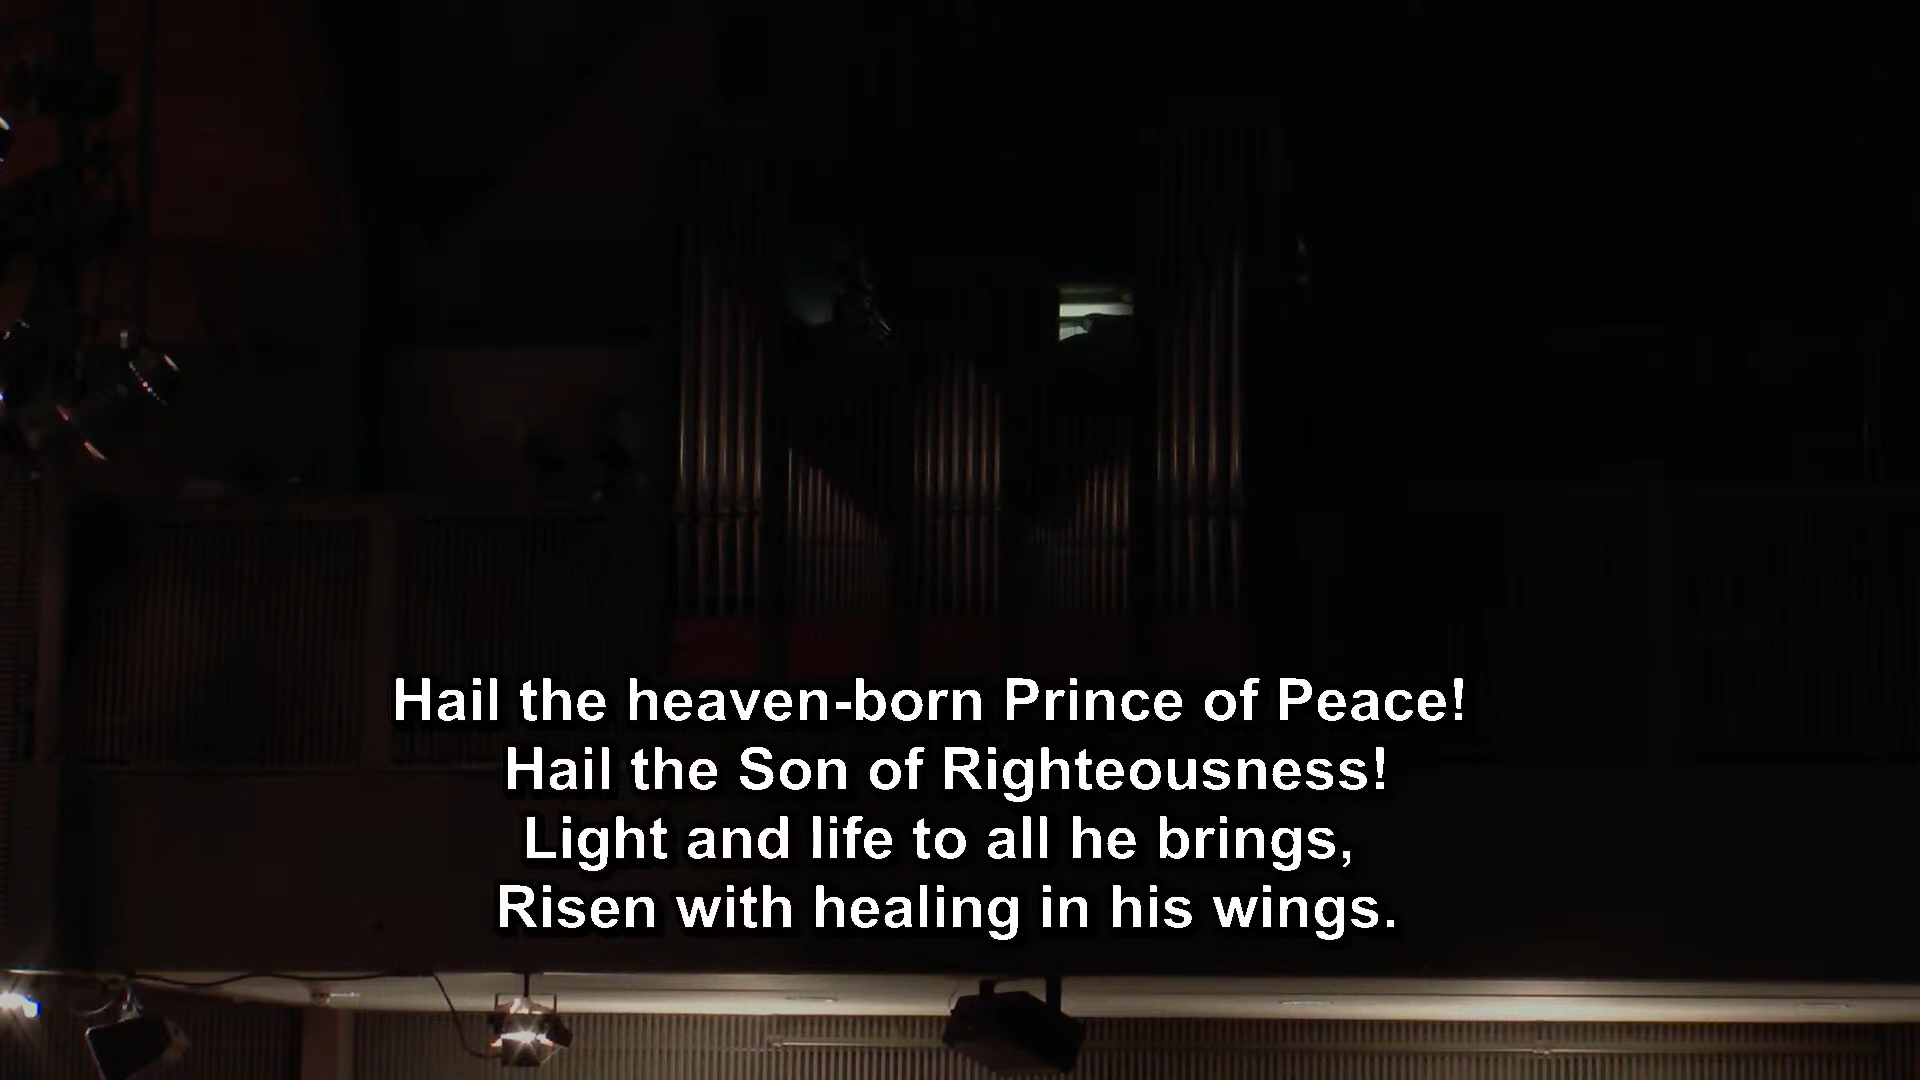 Hail the heaven-born Prince of Peace!
Hail the Son of Righteousness!
Light and life to all he brings,
Risen with healing in his wings.